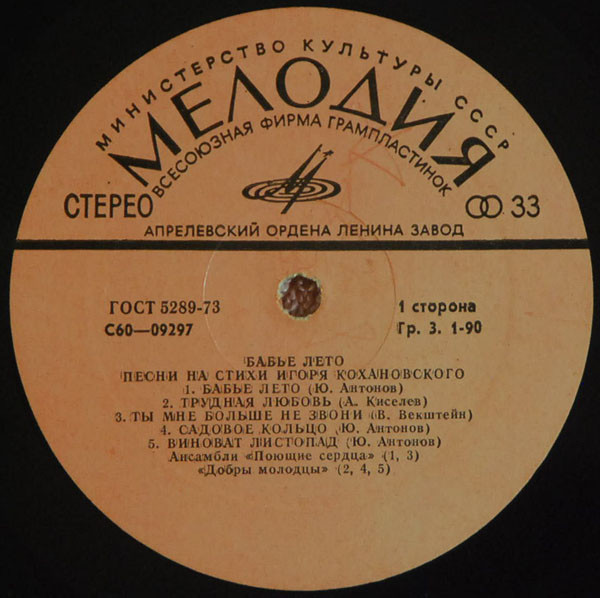 МИНИСТЕРСТВО КУЛЬТУРЫ СССР
МЕЛОДИЯ
ВСЕСОЮЗНАЯ ФИРМА ГРАМПЛАСТИНОК
СТЕРЕО 33
АПРЕЛЕВСКИЙ ОРДЕНА ЛЕНИНА ЗАВОД
ГОСТ 5289-73 1 сторона
С60—09297 Гр. 3. 1-90
БАБЬЕ ЛЕТО
ПЕСНИ НА СТИХИ ИГОРЯ КОХАНОВСКОГО
1. БАБЬЕ ЛЕТО (Ю. Антонов)
2. ТРУДНАЯ ЛЮБОВЬ (А. Киселев)
3. ТЫ МНЕ БОЛЬШЕ НЕ ЗВОНИ (В. Векштейн)
4. САДОВОЕ КОЛЬЦО (Ю. Антонов)
5. ВИНОВАТ ЛИСТОПАД (Ю. Антонов)
Ансамбли «Поющие сердца» (1, 3)
«Добры молодцы» (2, 4, 5)